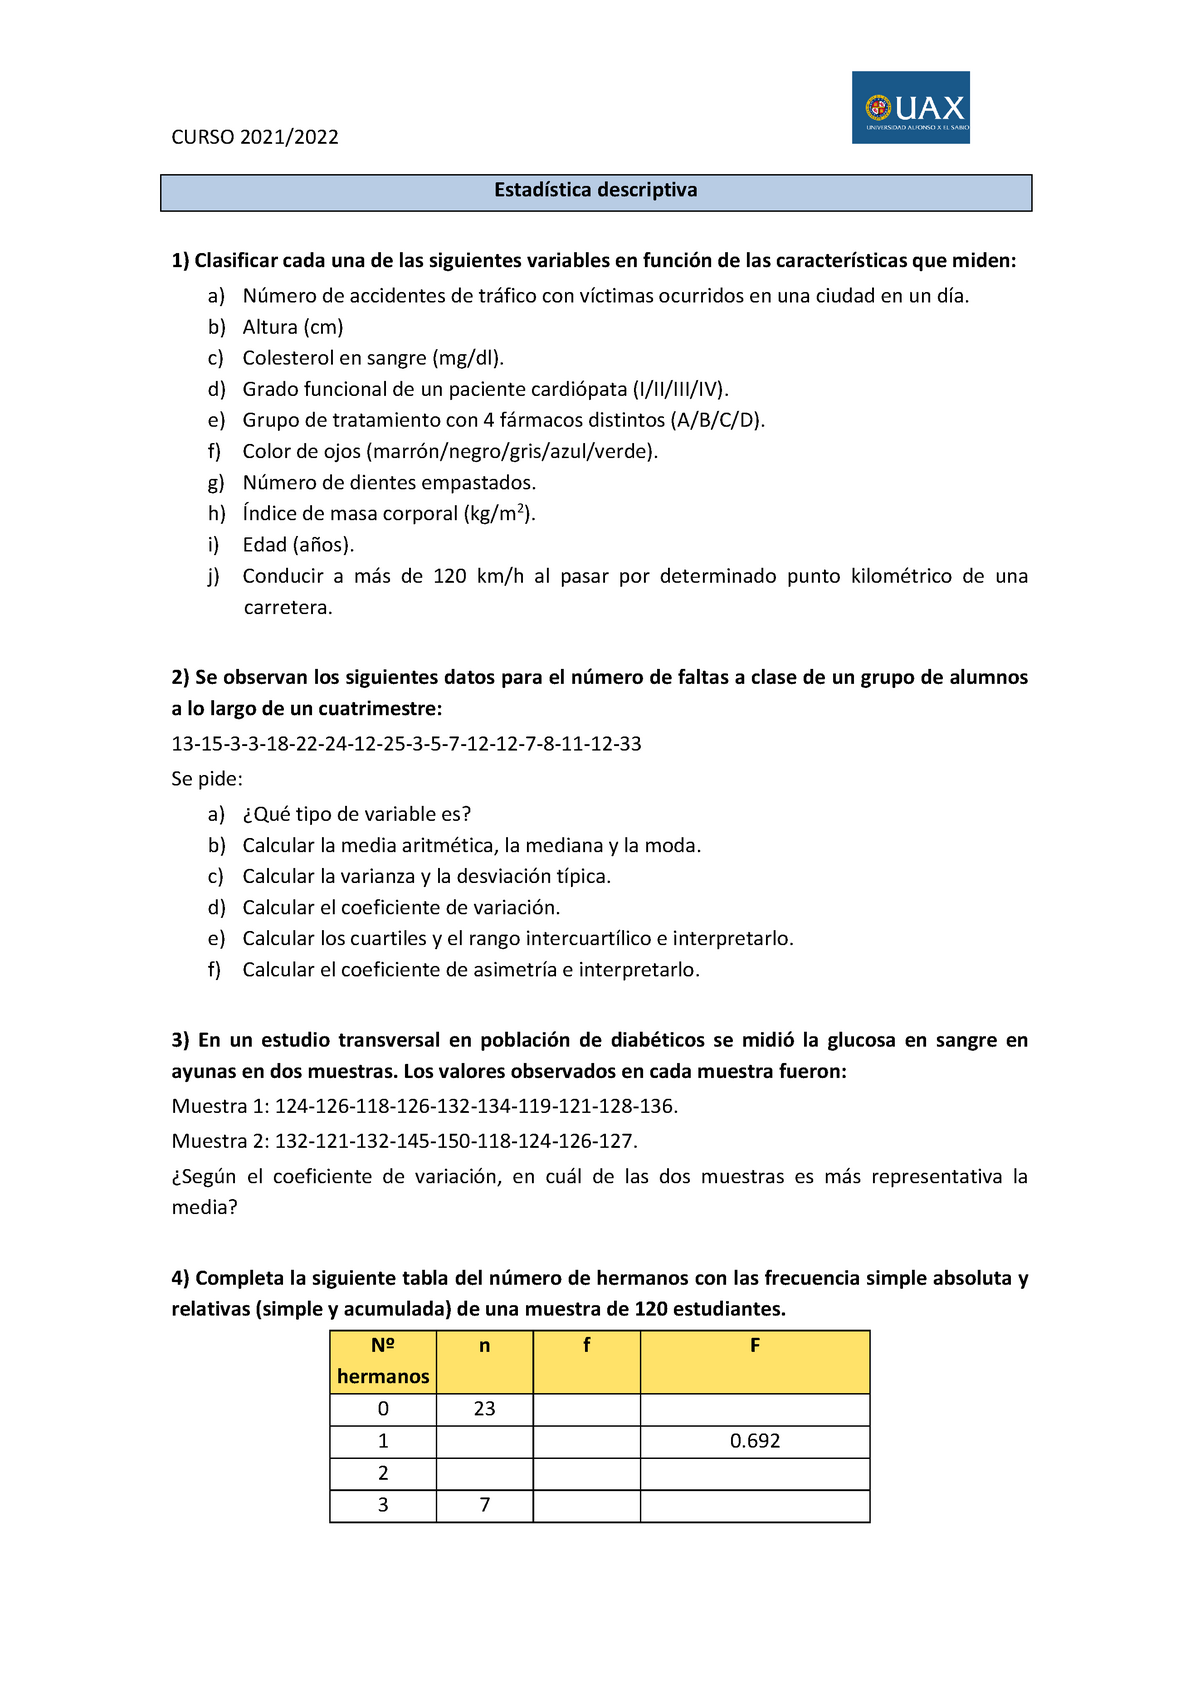 UAX
UNIVERSIDAD ALFONSO X EL SABIO
CURSO 2021/2022
Estadística descriptiva
1) Clasificar cada una de las siguientes variables en función de las características que miden:
a) Número de accidentes de tráfico con víctimas ocurridos en una ciudad en un día.
b) Altura (cm)
c) Colesterol en sangre (mg/dl).
d) Grado funcional de un paciente cardiópata (I/II/III/IV).
e) Grupo de tratamiento con 4 fármacos distintos (A/B/C/D).
f) Color de ojos (marrón/negro/gris/azul/verde).
g) Número de dientes empastados.
h) Índice de masa corporal (kg/m²).
i) Edad (años).
j) Conducir a más de 120 km/h al pasar por determinado punto kilométrico de una
carretera.
2) Se observan los siguientes datos para el número de faltas a clase de un grupo de alumnos
a lo largo de un cuatrimestre:
13-15-3-3-18-22-24-12-25-3-5-7-12-12-7-8-11-12-33
Se pide:
a) ¿Qué tipo de variable es?
b) Calcular la media aritmética, la mediana y la moda.
c) Calcular la varianza y la desviación típica.
d) Calcular el coeficiente de variación.
e) Calcular los cuartiles y el rango intercuartílico e interpretarlo.
f) Calcular el coeficiente de asimetría e interpretarlo.
3) En un estudio transversal en población de diabéticos se midió la glucosa en sangre en
ayunas en dos muestras. Los valores observados en cada muestra fueron:
Muestra 1: 124-126-118-126-132-134-119-121-128-136.
Muestra 2: 132-121-132-145-150-118-124-126-127.
¿Según el coeficiente de variación, en cuál de las dos muestras es más representativa la
media?
4) Completa la siguiente tabla del número de hermanos con las frecuencia simple absoluta y
relativas (simple y acumulada) de una muestra de 120 estudiantes.
Nº n f F
hermanos
0 23
1 0.692
2
3 7